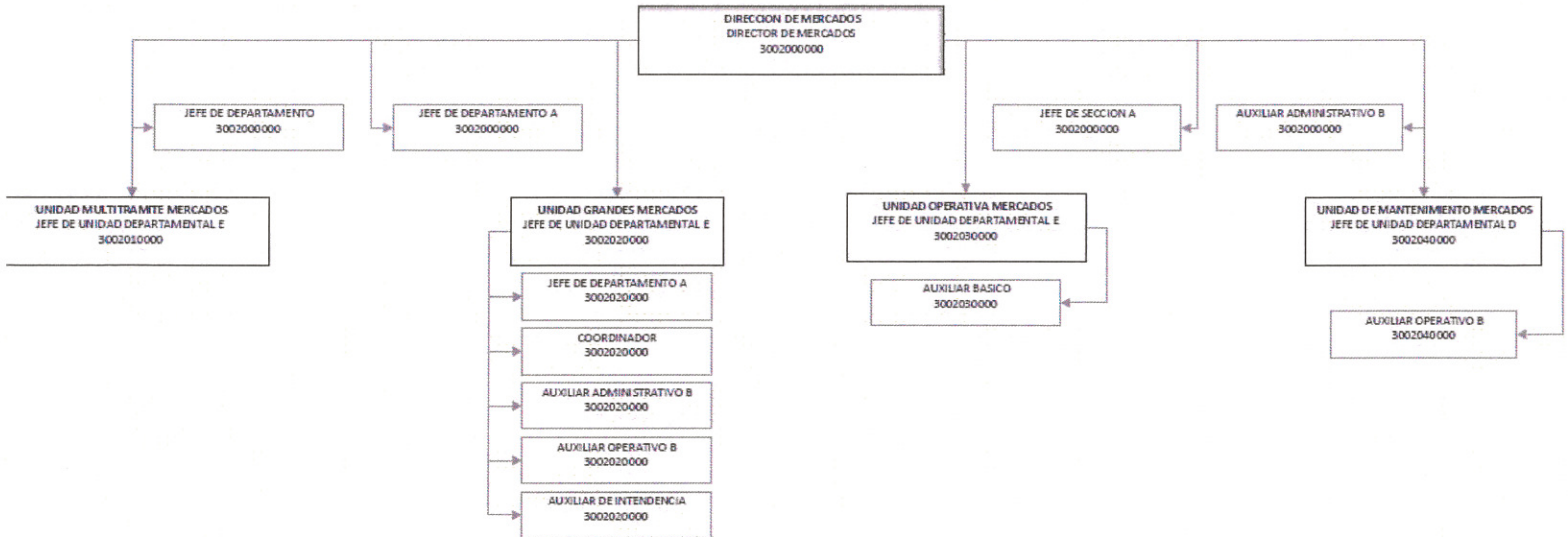 DIRECCION DE MERCADOS
DIRECTOR DE MERCADOS
3002000000
JEFE DE DEPARTAMENTO
3002000000
JEFE DE DEPARTAMENTO A
3002000000
JEFE DE SECCION A
3002000000
AUXILIAR ADMINISTRATIVO B
3002000000
UNIDAD MULTITRAMITE MERCADOS
JEFE DE UNIDAD DEPARTAMENTAL E
3002010000
UNIDAD GRANDES MERCADOS
JEFE DE UNIDAD DEPARTAMENTAL E
3002020000
UNIDAD OPERATIVA MERCADOS
JEFE DE UNIDAD DEPARTAMENTAL E
3002030000
UNIDAD DE MANTENIMIENTO MERCADOS
JEFE DE UNIDAD DEPARTAMENTAL D
3002040000
JEFE DE DEPARTAMENTO A
3002020000
COORDINADOR
3002020000
AUXILIAR ADMINISTRATIVO B
3002020000
AUXILIAR OPERATIVO B
3002020000
AUXILIAR DE INTENDENCIA
3002020000
AUXILIAR BASICO
3002030000
AUXILIAR OPERATIVO B
3002040000